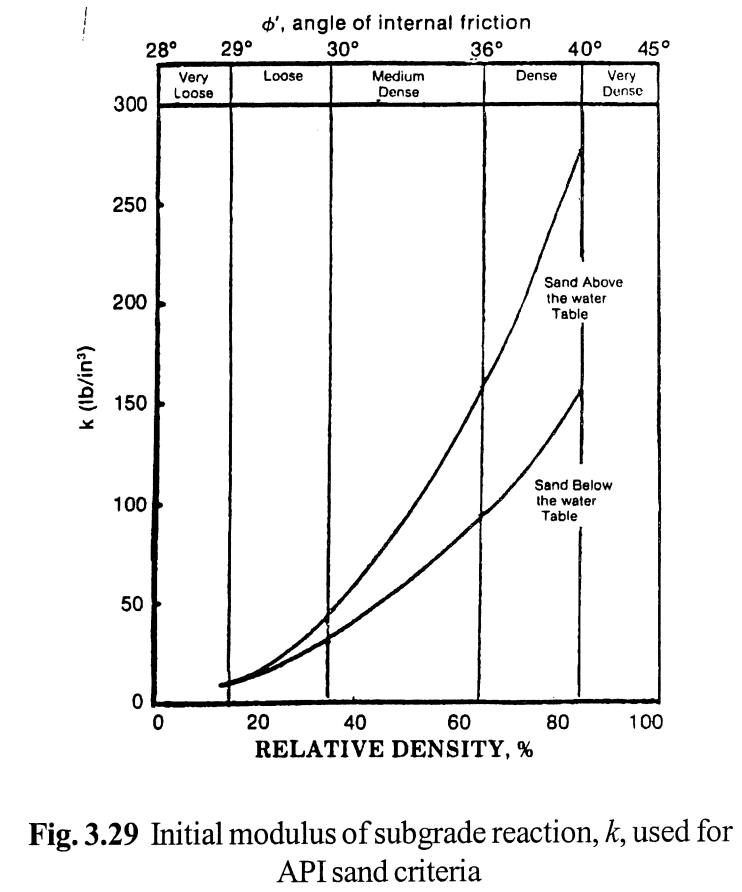 ϕ', angle of internal friction
28° 29° 30° 36° 40° 45°
Very Loose Medium Dense Very
Loose Dense Dense
300
250
200
150
100
50
0
k (lb/in³)
Sand Above
the water
Table
Sand Below
the water
Table
0 20 40 60 80 100
RELATIVE DENSITY, %
Fig. 3.29 Initial modulus of subgrade reaction, k, used for
API sand criteria